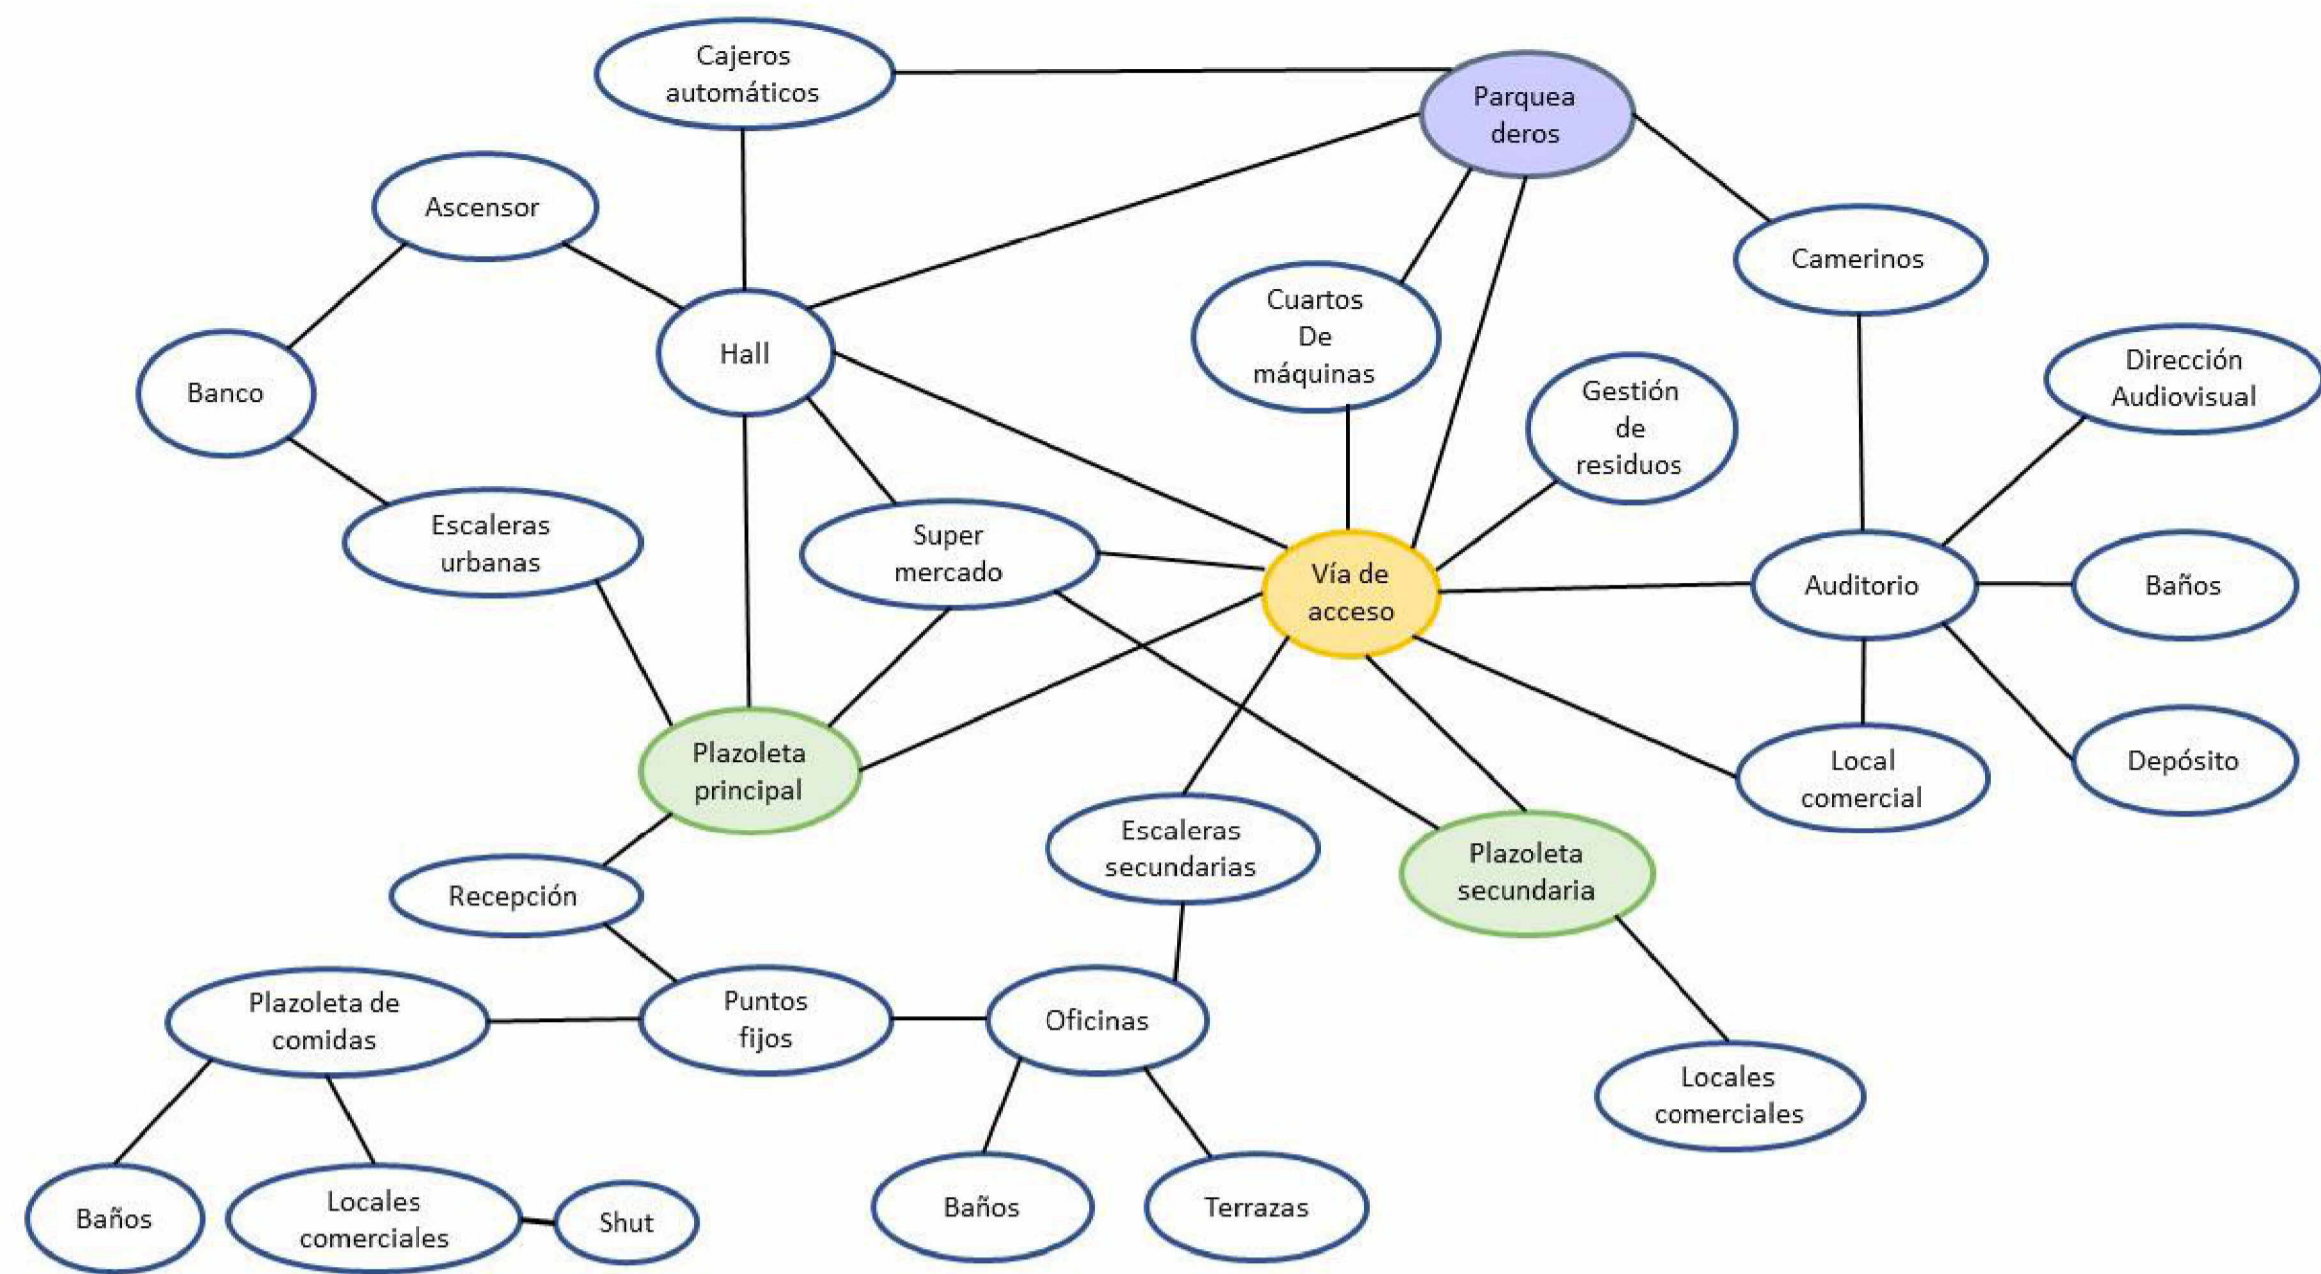 Cajeros
automáticos
Parquea
deros
Ascensor
Camerinos
Cuartos
De
máquinas
Hall
Banco
Dirección
Audiovisual
Gestión
de
residuos
Escaleras
urbanas
Super
mercado
Vía de
acceso
Auditorio
Baños
Plazoleta
principal
Local
comercial
Depósito
Escaleras
secundarias
Plazoleta
secundaria
Recepción
Plazoleta de
comidas
Puntos
fijos
Oficinas
Locales
comerciales
Baños
Locales
comerciales
Shut
Baños
Terrazas